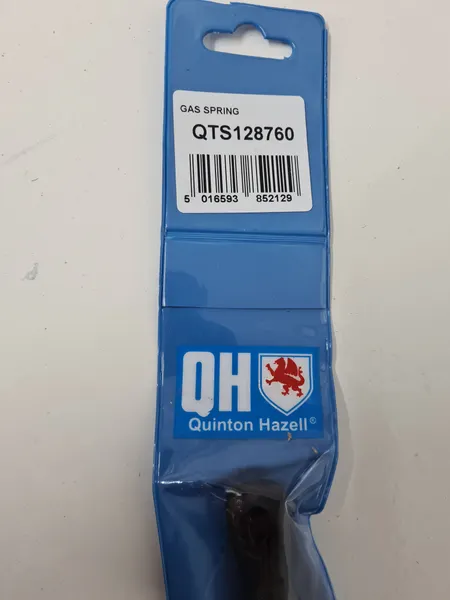 GAS SPRING
QTS128760
5 016593 852129
QH
Quinton Hazell®